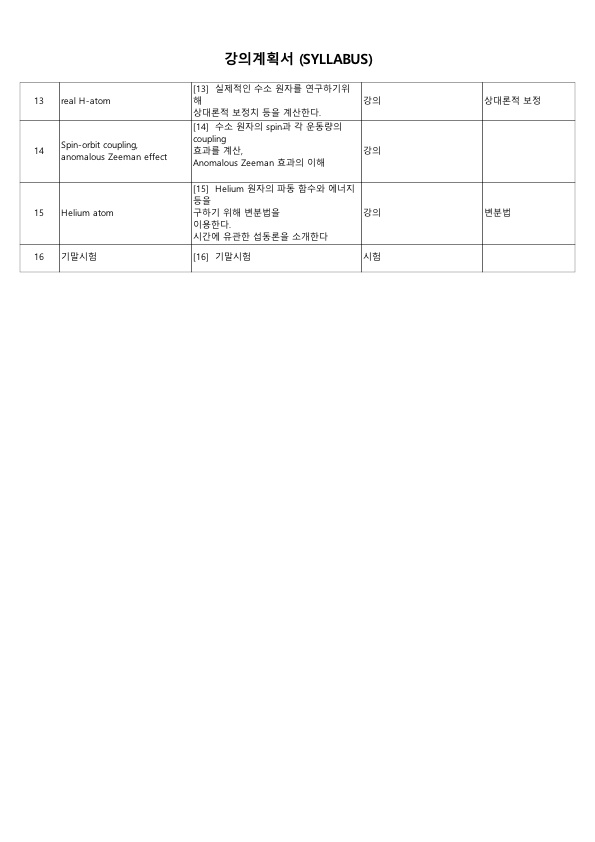 강의계획서 (SYLLABUS)
13
real H-atom
[13] 실제적인 수소 원자를 연구하기위
해
상대론적 보정치 등을 계산한다.
강의
상대론적 보정
14
Spin-orbit coupling,
anomalous Zeeman effect
[14] 수소 원자의 spin과 각 운동량의
coupling
효과를 계산,
Anomalous Zeeman 효과의 이해
강의
15
Helium atom
[15] Helium 원자의 파동 함수와 에너지
등을
구하기 위해 변분법을
이용한다.
시간에 유관한 섭동론을 소개한다
강의
변분법
16
기말시험
[16] 기말시험
시험